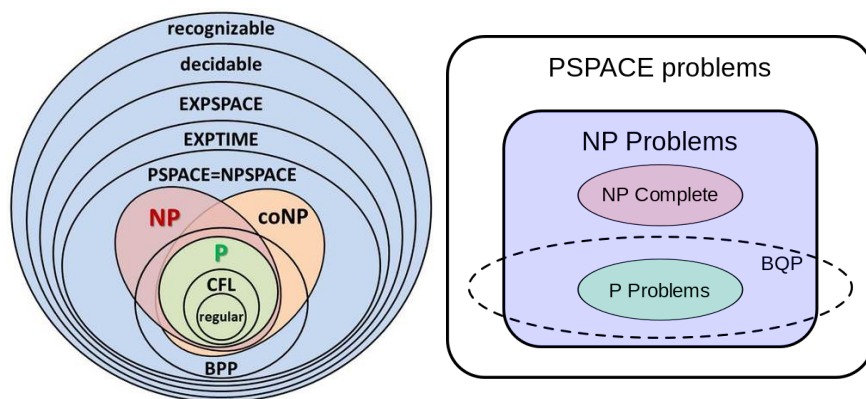 recognizable
decidable
EXPSPACE
EXPTIME
PSPACE=NPSPACE
NP
coNP
P
CFL
regular
BPP
PSPACE problems
NP Problems
NP Complete
BQP
P Problems